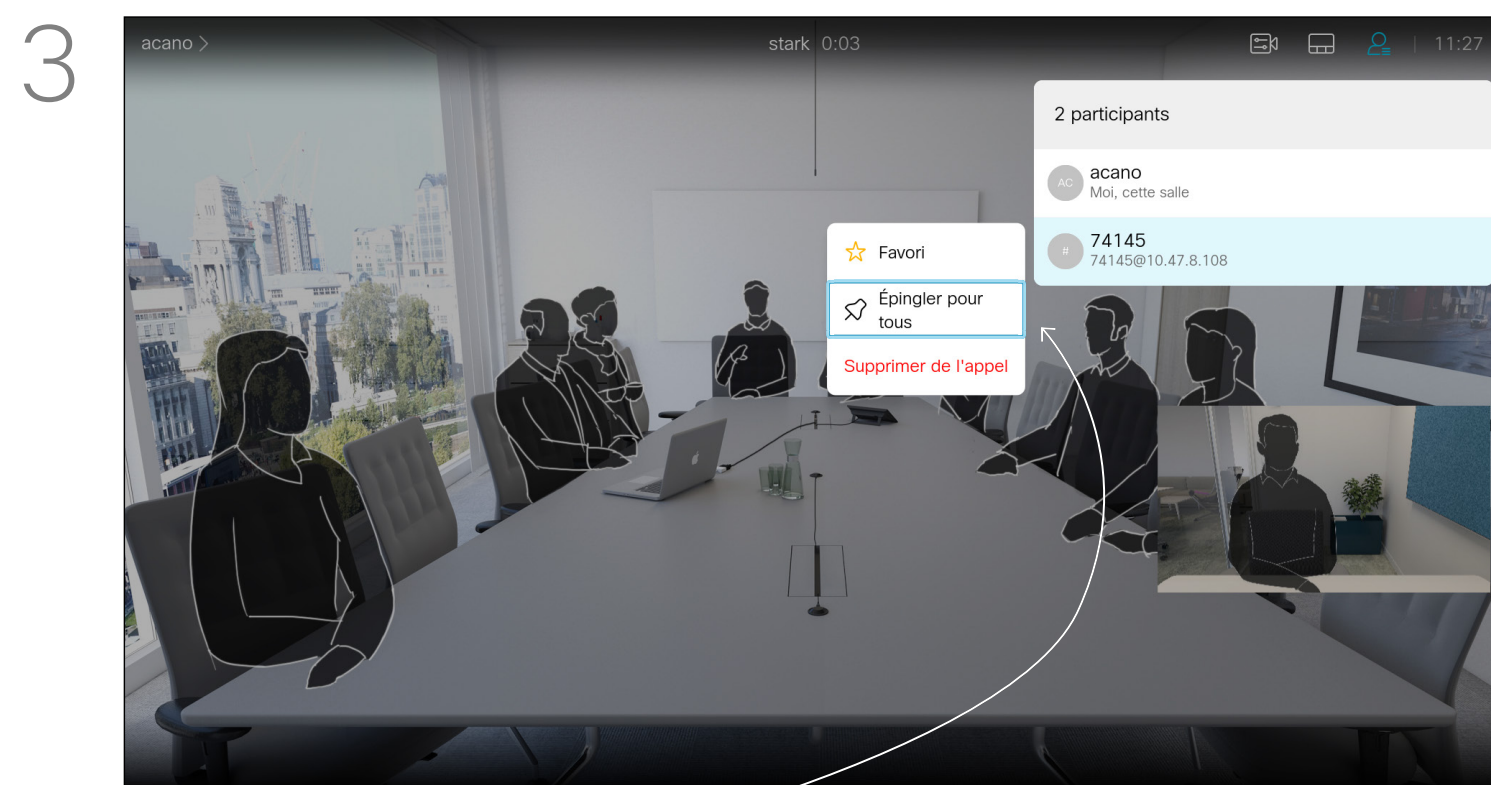 3
acano >
stark 0:03
11:27
2 participants
AC
acano
Moi, cette salle
#
74145
74145@10.47.8.108
Favori
Épingler pour
tous
Supprimer de l'appel